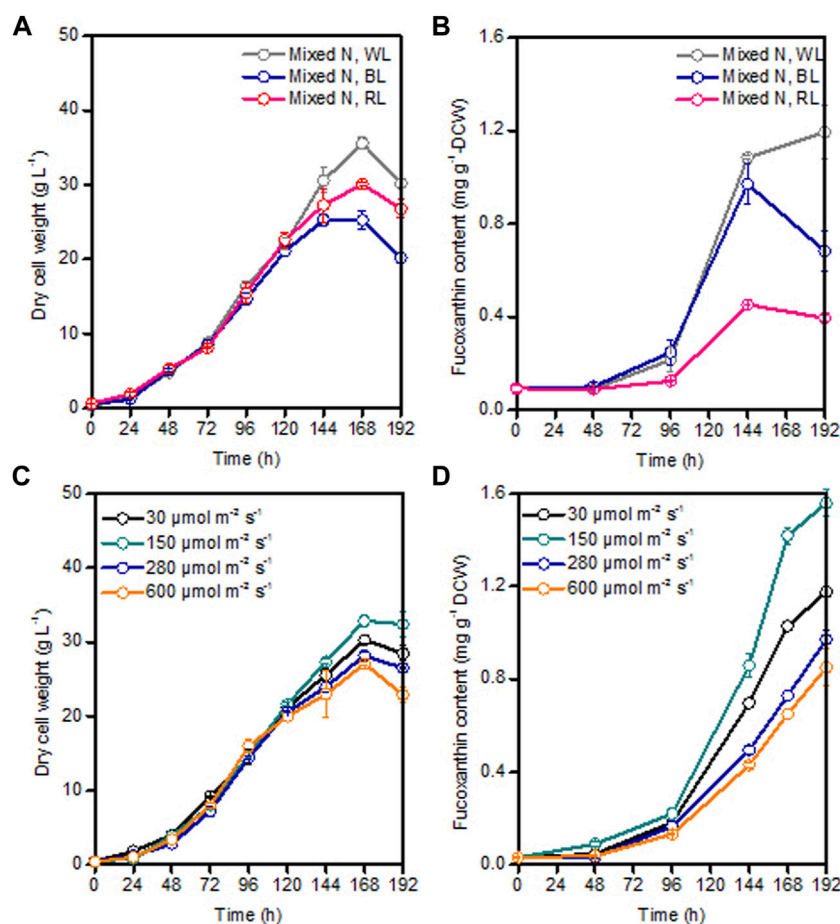 A
50
40
30
20
10
0
Dry cell weight (g L⁻¹)
Mixed N, WL
Mixed N, BL
Mixed N, RL
0 24 48 72 96 120 144 168 192
Time (h)
B
1.6
1.2
0.8
0.4
0.0
Fucoxanthin content (mg g⁻¹-DCW)
Mixed N, WL
Mixed N, BL
Mixed N, RL
0 24 48 72 96 120 144 168 192
Time (h)
C
50
40
30
20
10
0
Dry cell weight (g L⁻¹)
30 μmol m⁻² s⁻¹
150 μmol m⁻² s⁻¹
280 μmol m⁻² s⁻¹
600 μmol m⁻² s⁻¹
0 24 48 72 96 120 144 168 192
Time (h)
D
1.6
1.2
0.8
0.4
0.0
Fucoxanthin content (mg g⁻¹ DCW)
30 μmol m⁻² s⁻¹
150 μmol m⁻² s⁻¹
280 μmol m⁻² s⁻¹
600 μmol m⁻² s⁻¹
0 24 48 72 96 120 144 168 192
Time (h)